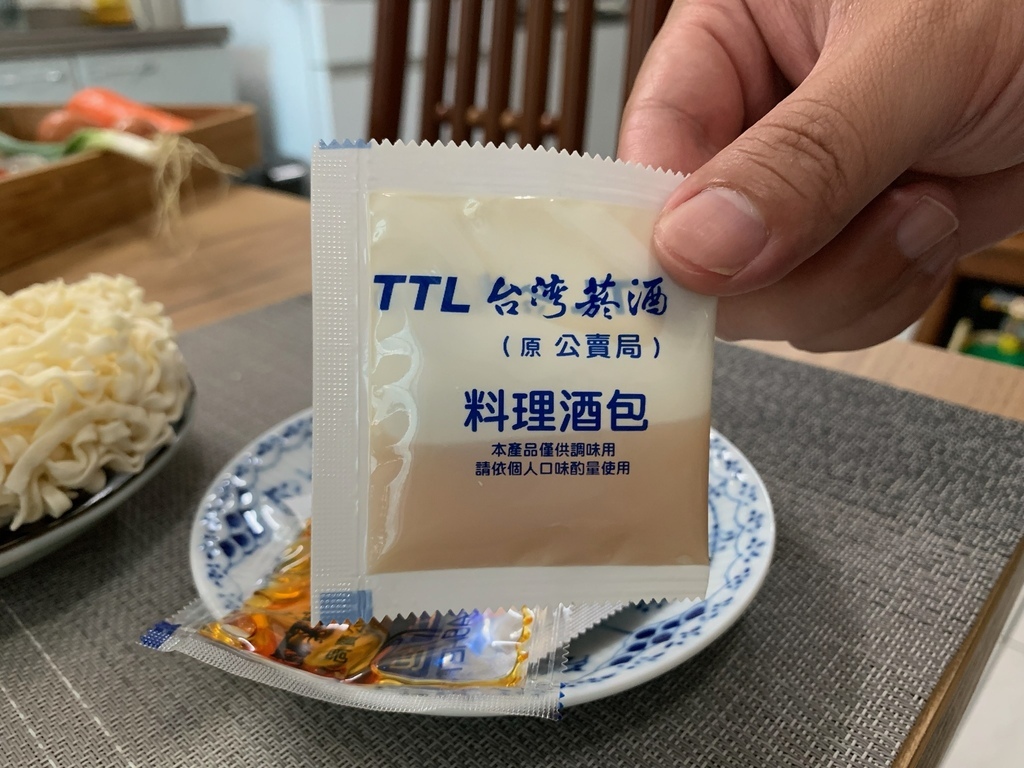 TTL 台灣菸酒
（原 公賣局）
料理酒包
本產品僅供調味用
請依個人口味酌量使用